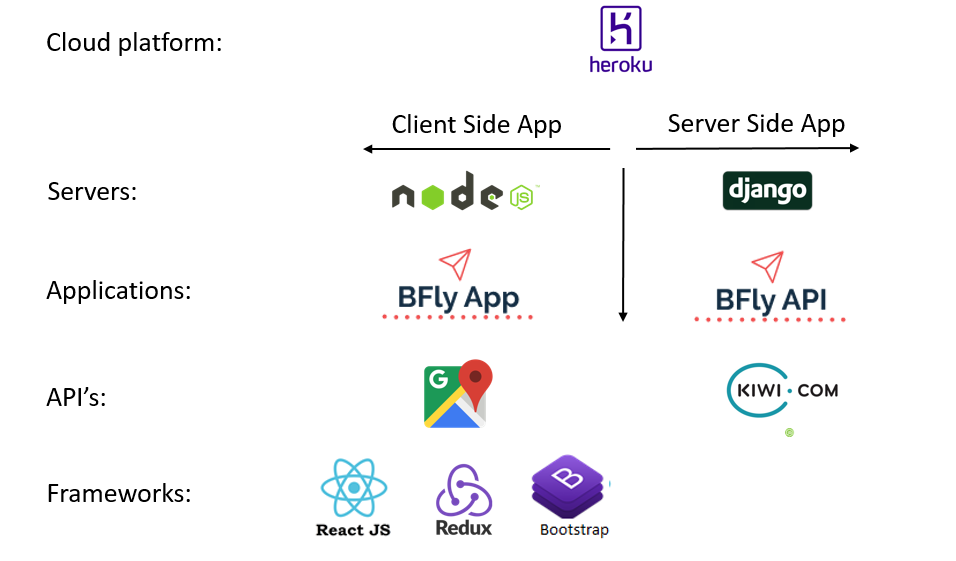 Cloud platform:
heroku
Client Side App
Server Side App
Servers:
node
JS
™
django
Applications:
BFly App
BFly API
API’s:
G
KIWI.COM
Frameworks:
B
React JS
Redux
Bootstrap